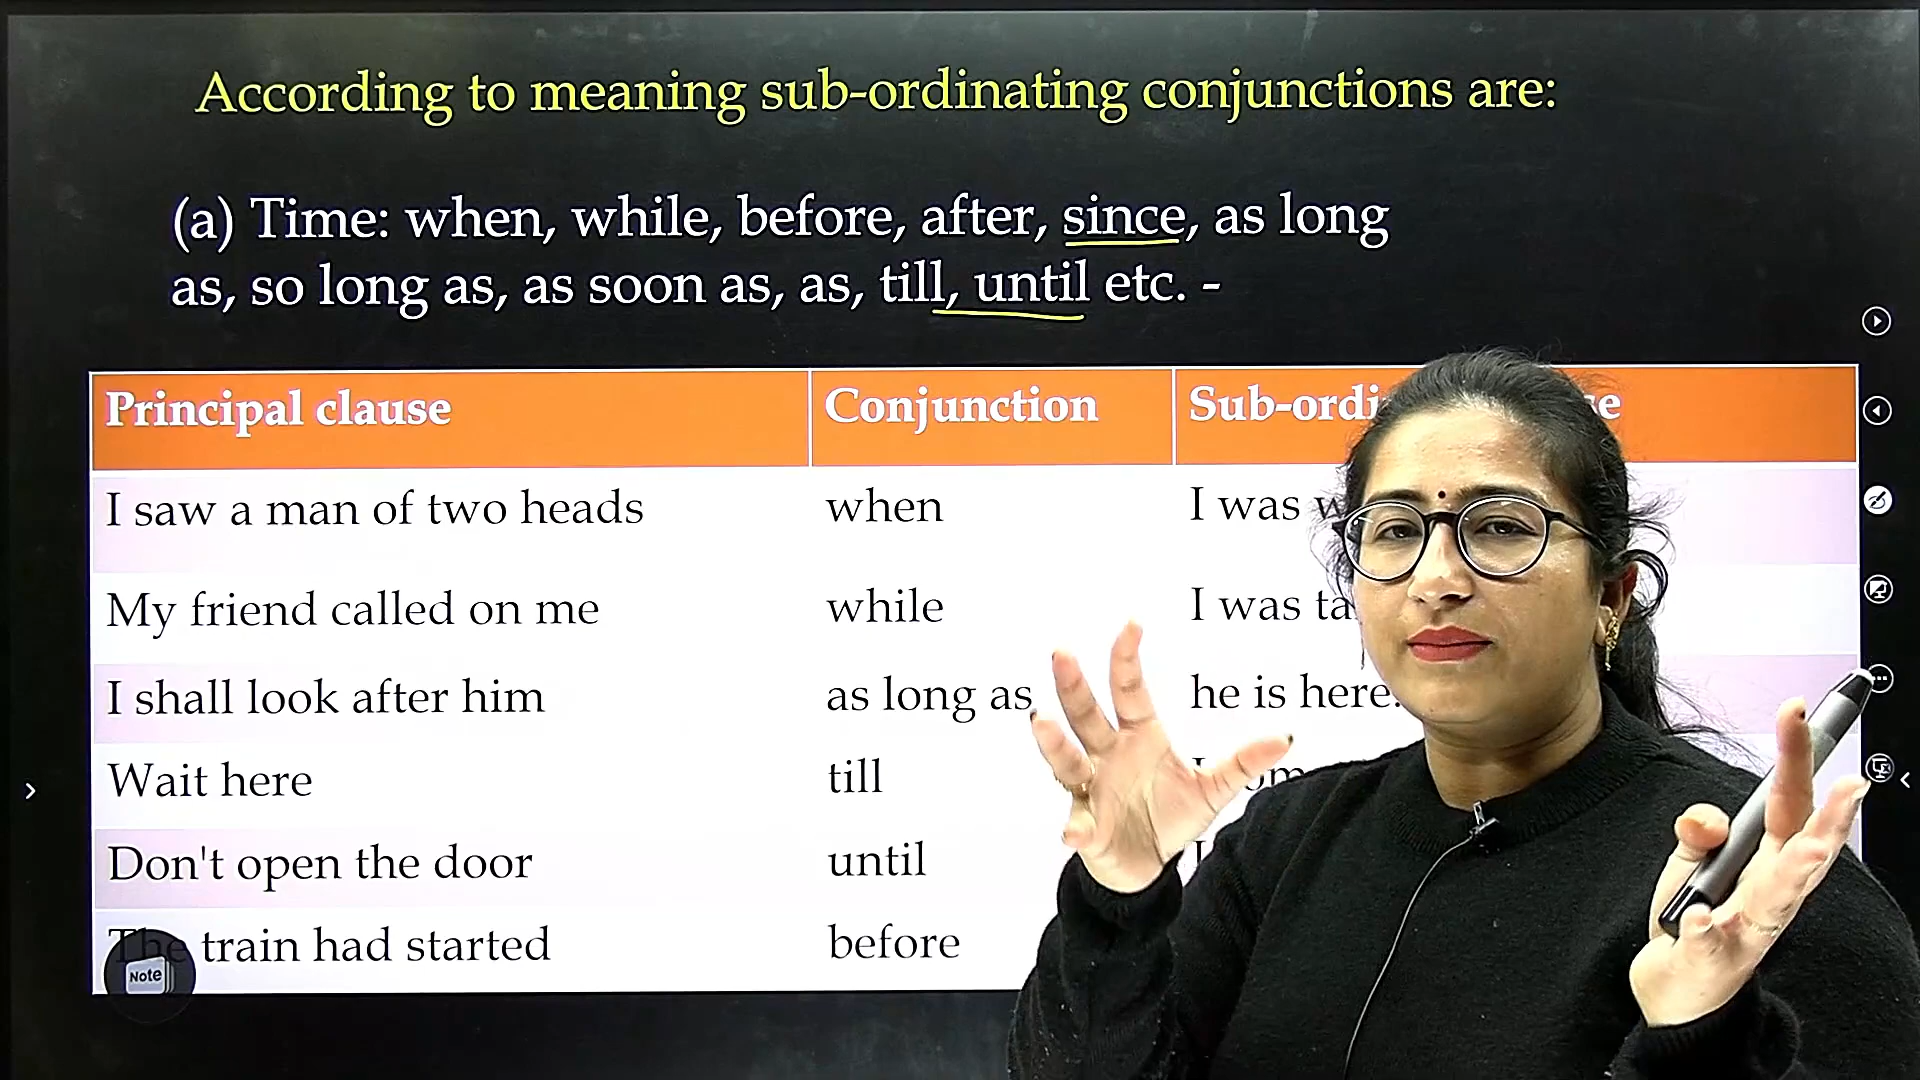 According to meaning sub-ordinating conjunctions are:
(a) Time: when, while, before, after, since, as long
as, so long as, as soon as, as, till, until etc. -
Principal clause Conjunction
I saw a man of two heads when I was
My friend called on me while I was
I shall look after him as long as he is here.
Wait here till
Don't open the door until
The train had started before
Note